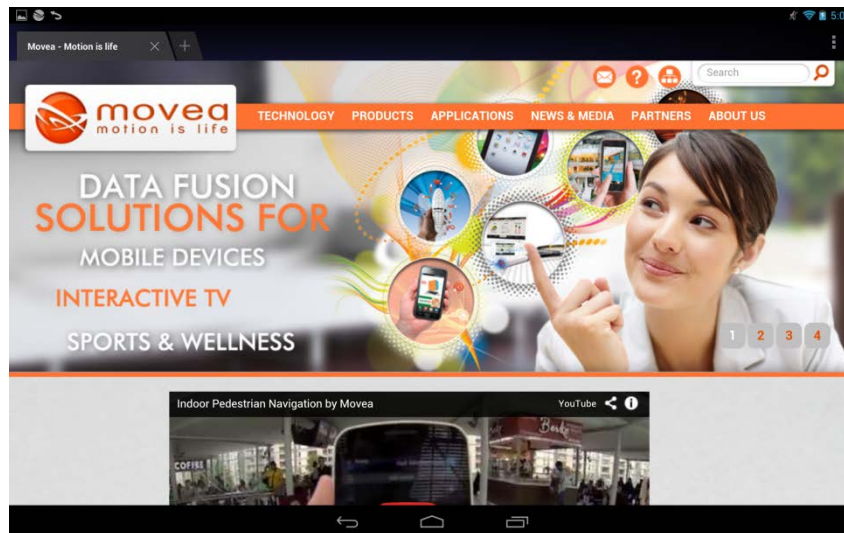 5:0
Movea - Motion is life
Search
movea
motion is life
TECHNOLOGY PRODUCTS APPLICATIONS NEWS & MEDIA PARTNERS ABOUT US
DATA FUSION
SOLUTIONS FOR
MOBILE DEVICES
INTERACTIVE TV
SPORTS & WELLNESS
1 2 3 4
Indoor Pedestrian Navigation by Movea YouTube
COFFEE